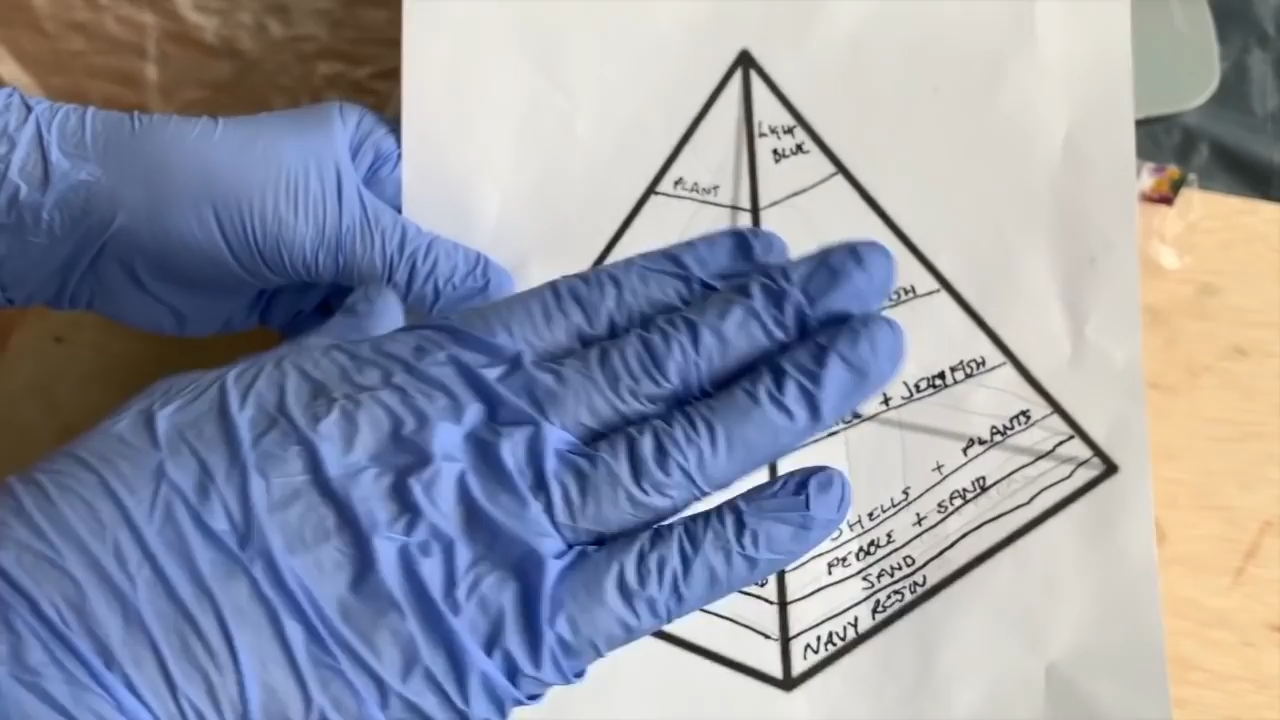 LIGHT
BLUE
PLANT
+ JELLYFISH
SHELLS + PLANTS
PEBBLE + SAND
SAND
NAVY RESIN